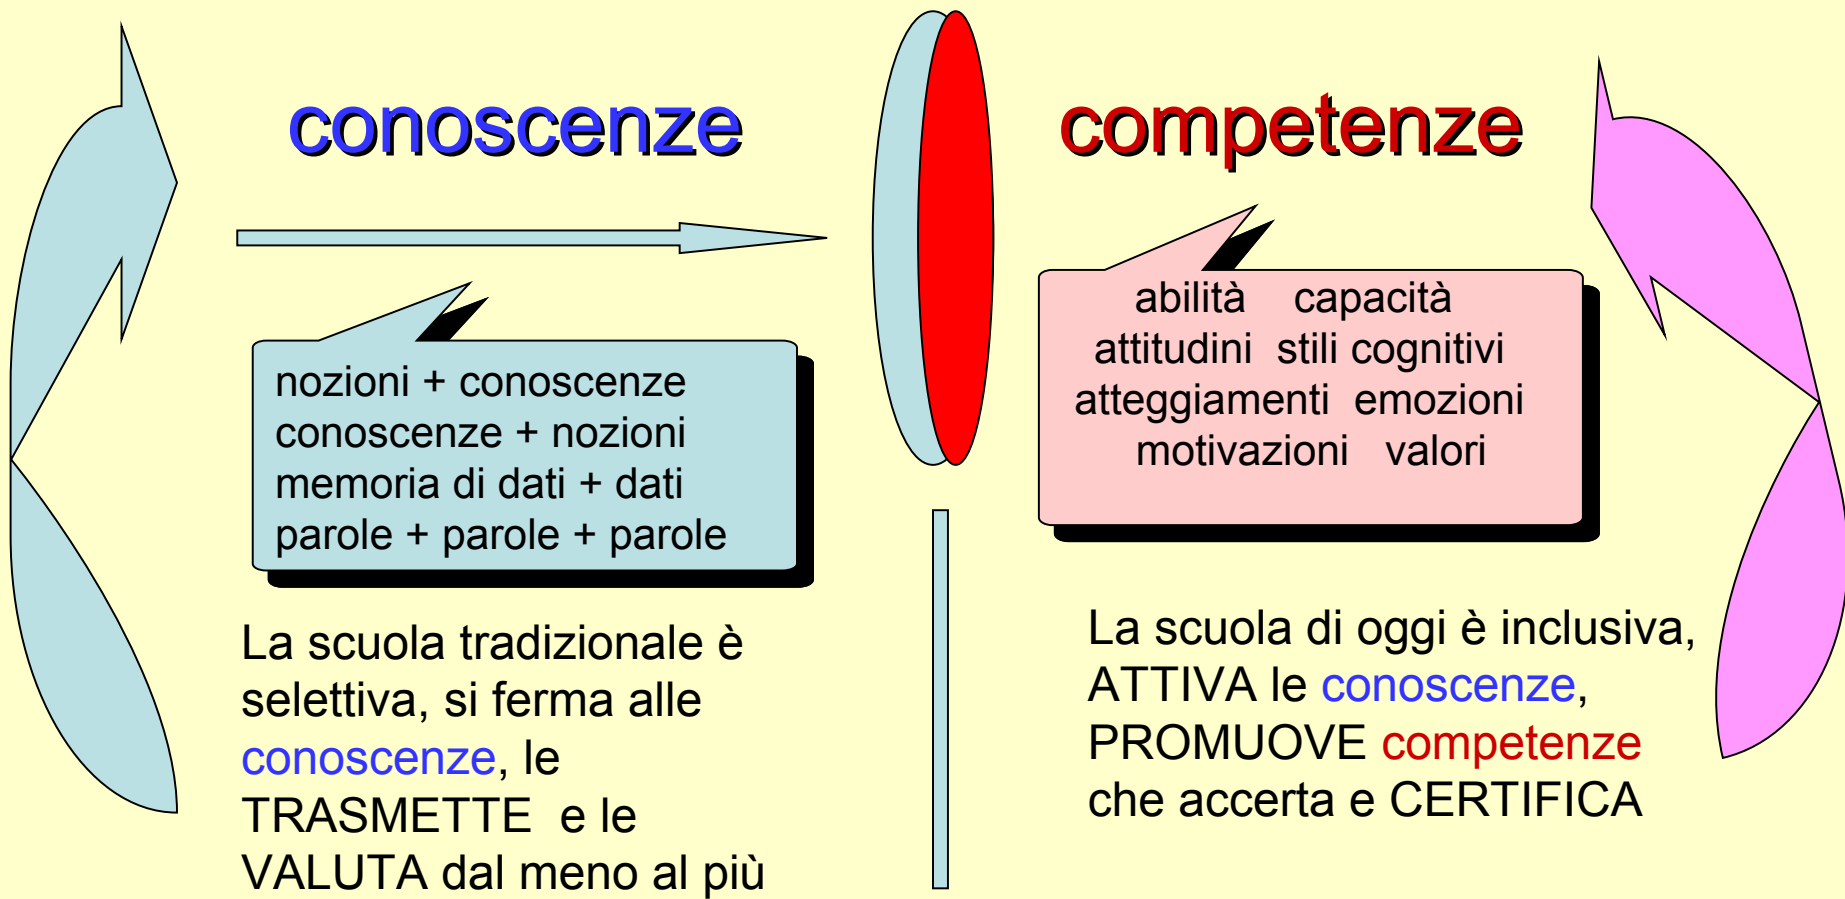 conoscenze
nozioni + conoscenze
conoscenze + nozioni
memoria di dati + dati
parole + parole + parole
La scuola tradizionale è
selettiva, si ferma alle
conoscenze, le
TRASMETTE e le
VALUTA dal meno al più
competenze
abilità capacità
attitudini stili cognitivi
atteggiamenti emozioni
motivazioni valori
La scuola di oggi è inclusiva,
ATTIVA le conoscenze,
PROMUOVE competenze
che accerta e CERTIFICA